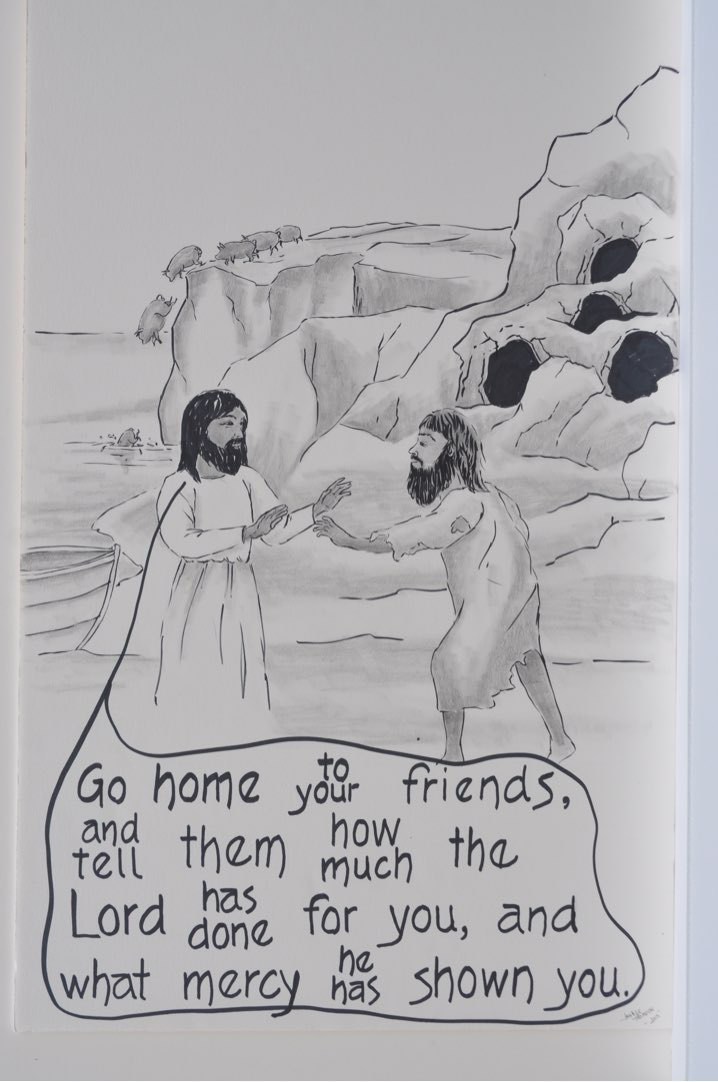 Go home to your friends,
and tell them how much the
Lord has done for you, and
what mercy he has shown you.